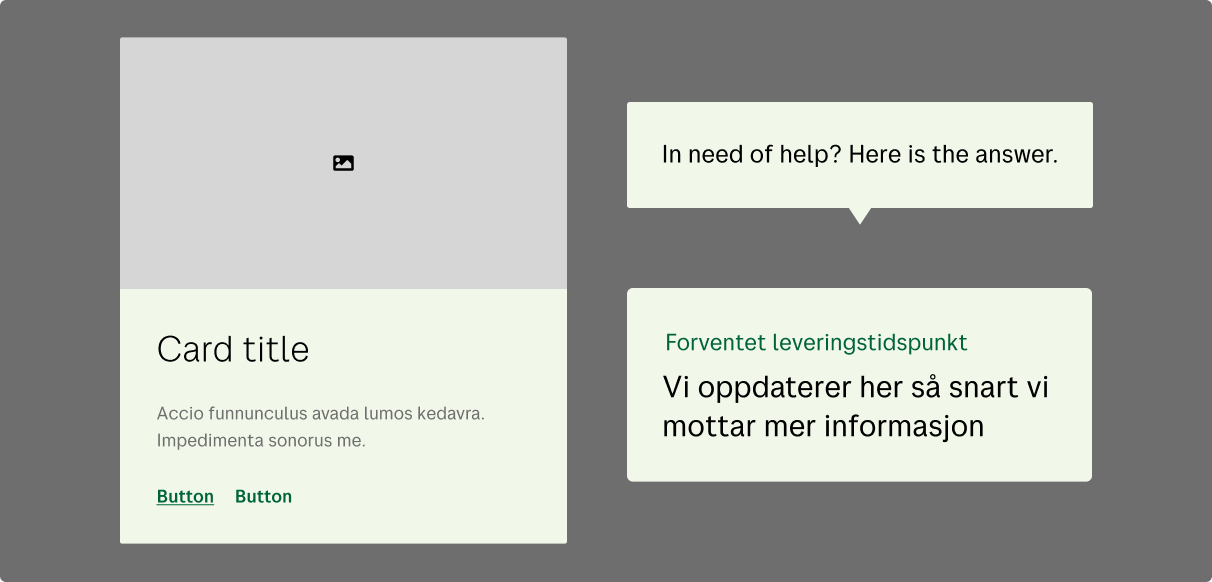 Card title
Accio funnunculus avada lumos kedavra.
Impedimenta sonorus me.
Button Button
In need of help? Here is the answer.
Forventet leveringstidspunkt
Vi oppdaterer her så snart vi
mottar mer informasjon